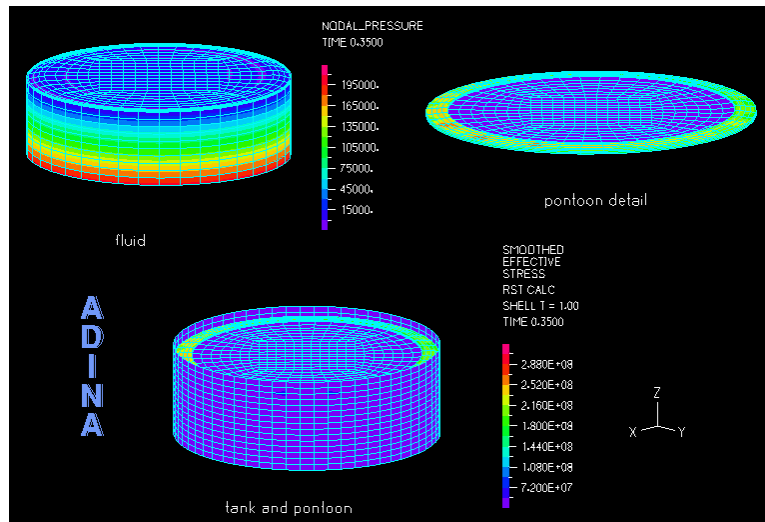 NODAL_PRESSURE
TIME 0.3500
195000.
165000.
135000.
105000.
75000.
45000.
15000.
fluid
pontoon detail
SMOOTHED
EFFECTIVE
STRESS
RST CALC
SHELL T = 1.00
TIME 0.3500
2.880E+08
2.520E+08
2.160E+08
1.800E+08
1.440E+08
1.080E+08
7.200E+07
ADINA
Z
X Y
tank and pontoon